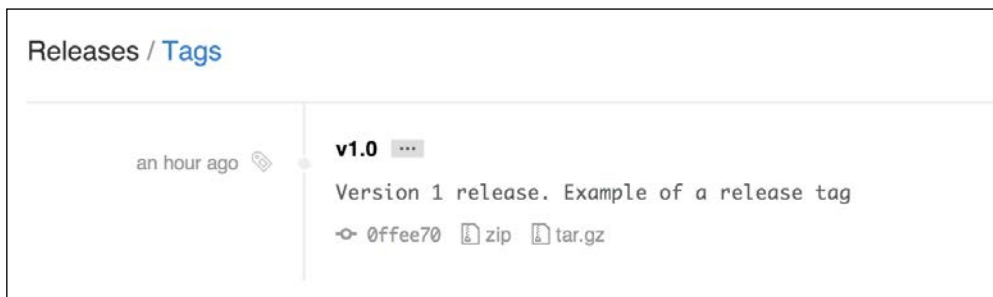 Releases / Tags
an hour ago
v1.0 ...
Version 1 release. Example of a release tag
0ffee70 zip tar.gz